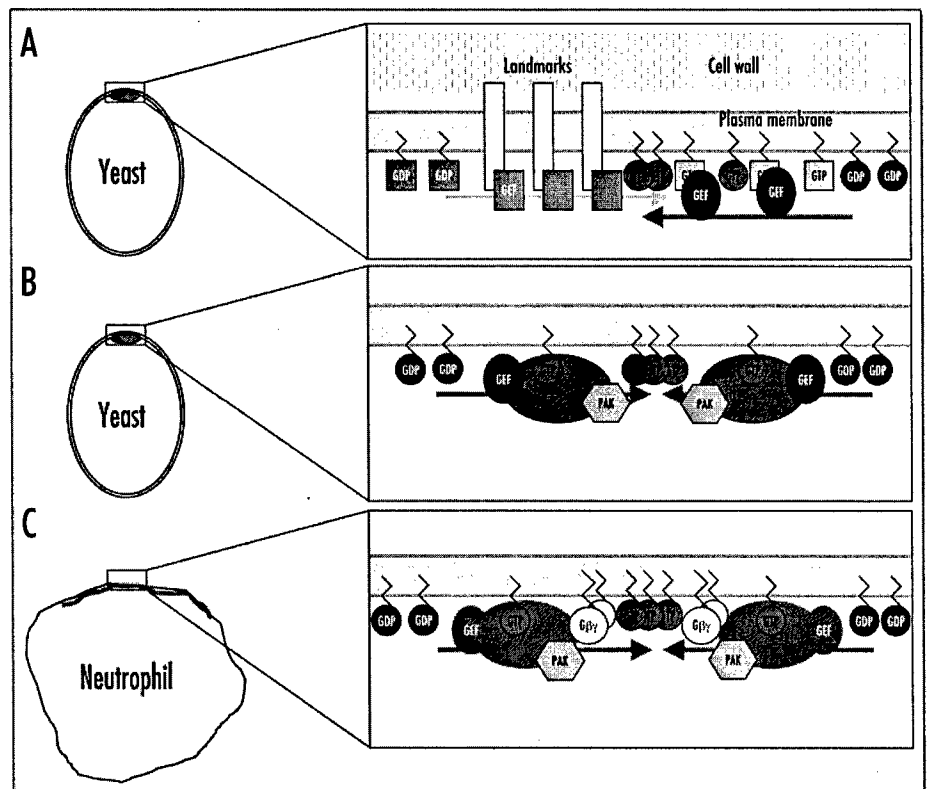 A
Landmarks
Cell wall
Plasma membrane
Yeast
GDP
GDP
GEF
GTP
GDP
GDP
GEF
GEF
B
Yeast
GDP
GDP
GEF
PAK
PAK
GEF
GDP
GDP
C
Neutrophil
GDP
GDP
GEF
GTP
Gβγ
PAK
Gβγ
PAK
GTP
GEF
GDP
GDP